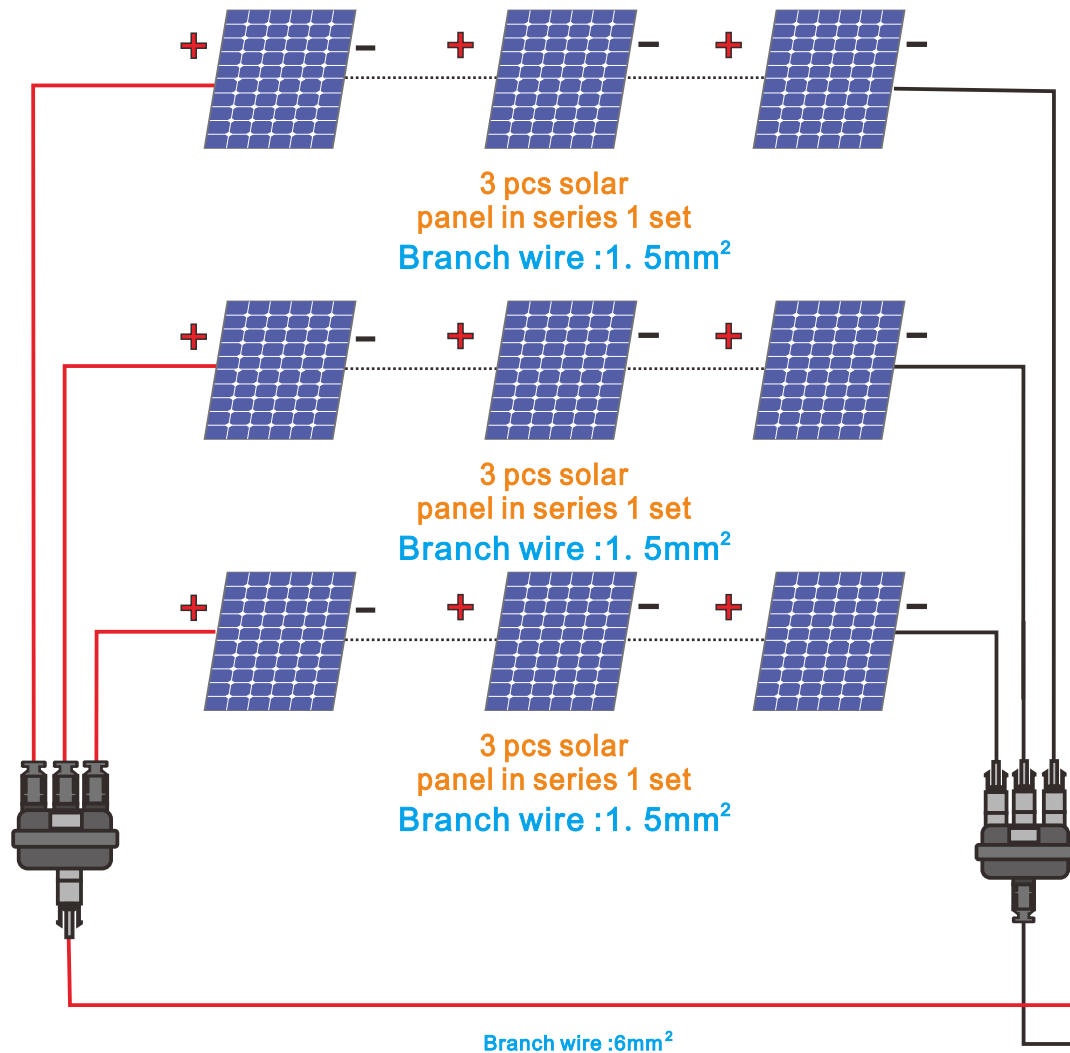 + − + − + −
3 pcs solar
panel in series 1 set
Branch wire :1. 5mm²
+ − + − + −
3 pcs solar
panel in series 1 set
Branch wire :1. 5mm²
+ − + − + −
3 pcs solar
panel in series 1 set
Branch wire :1. 5mm²
Branch wire :6mm²